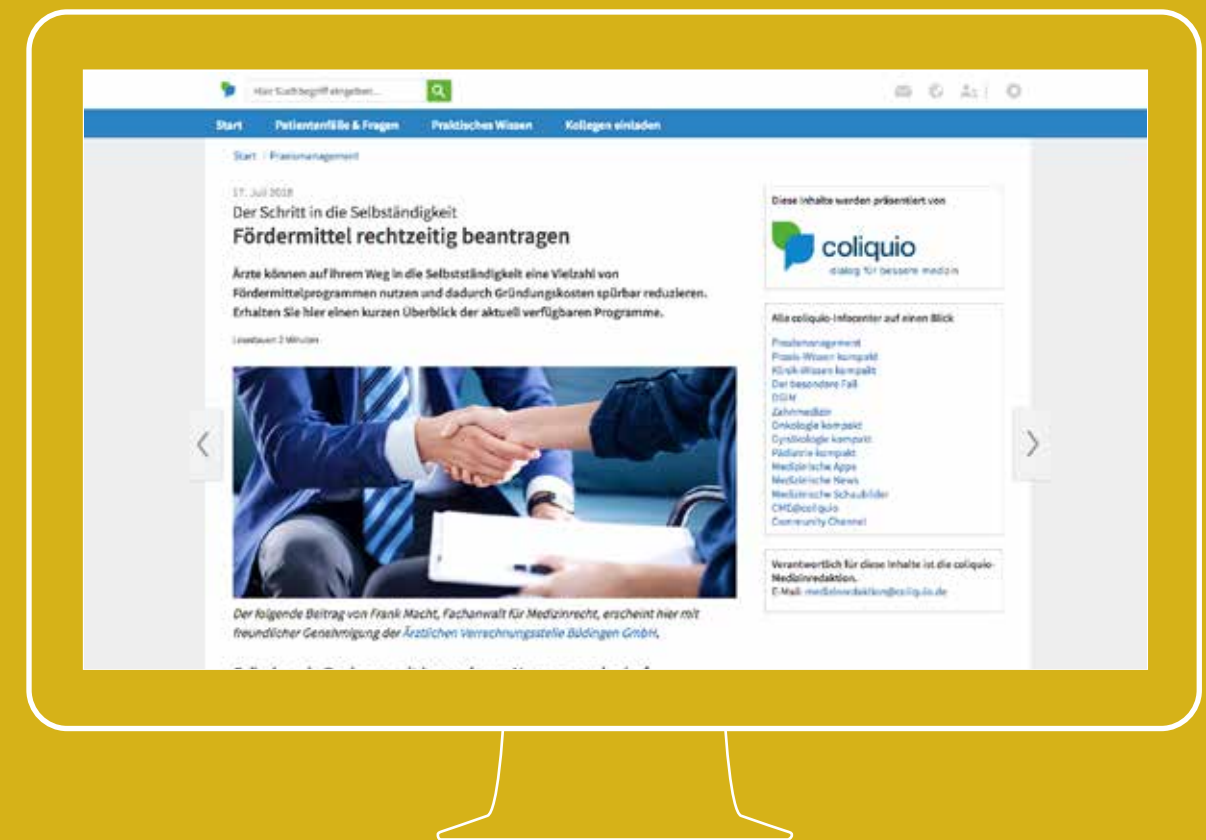 Hier Suchbegriff eingeben...
Start Patientenfälle & Fragen Praktisches Wissen Kollegen einladen
Start / Praxismanagement
17. Juli 2018
Der Schritt in die Selbständigkeit
Fördermittel rechtzeitig beantragen
Ärzte können auf ihrem Weg in die Selbstständigkeit eine Vielzahl von
Fördermittelprogrammen nutzen und dadurch Gründungskosten spürbar reduzieren.
Erhalten Sie hier einen kurzen Überblick der aktuell verfügbaren Programme.
Lesedauer: 2 Minuten
Der folgende Beitrag von Frank Macht, Fachanwalt für Medizinrecht, erscheint hier mit
freundlicher Genehmigung der Ärztlichen Verrechnungsstelle Büdingen GmbH.
Diese Inhalte werden präsentiert von
coliquio
dialog für bessere medizin
Alle coliquio-Infocenter auf einen Blick
Praxismanagement
Praxis-Wissen kompakt
Klinik-Wissen kompakt
Der besondere Fall
DGIM
Zahnmedizin
Onkologie kompakt
Gynäkologie kompakt
Pädiatrie kompakt
Medizinische Apps
Medizinische News
Medizinische Schaubilder
CME@coliquio
Community Channel
Verantwortlich für diese Inhalte ist die coliquio-
Medizinredaktion.
E-Mail: medizinredaktion@coliquio.de